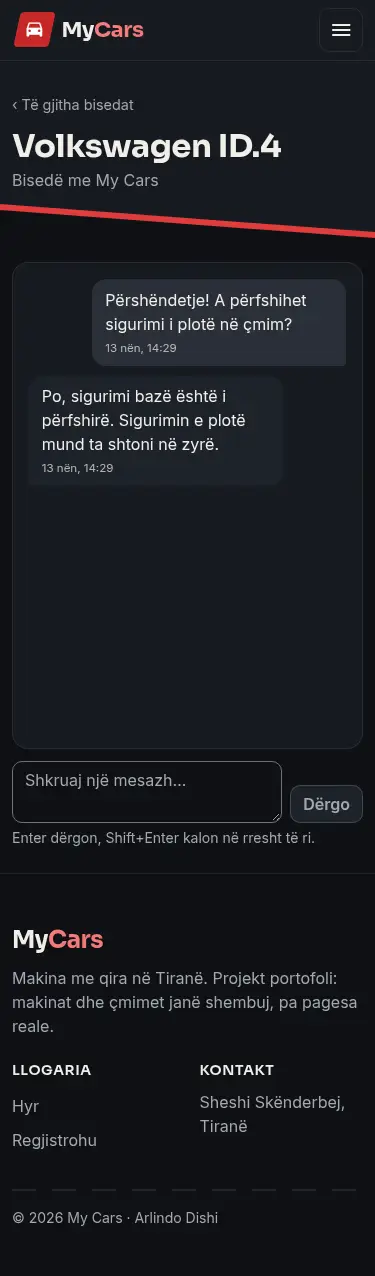 MyCars
‹ Të gjitha bisedat
Volkswagen ID.4
Bisedë me My Cars
Përshëndetje! A përfshihet
sigurimi i plotë në çmim?
13 nën, 14:29
Po, sigurimi bazë është i
përfshirë. Sigurimin e plotë
mund ta shtoni në zyrë.
13 nën, 14:29
Shkruaj një mesazh...
Dërgo
Enter dërgon, Shift+Enter kalon në rresht të ri.
MyCars
Makina me qira në Tiranë. Projekt portofoli:
makinat dhe çmimet janë shembuj, pa pagesa
reale.
LLOGARIA
Hyr
Regjistrohu
KONTAKT
Sheshi Skënderbej,
Tiranë
© 2026 My Cars · Arlindo Dishi